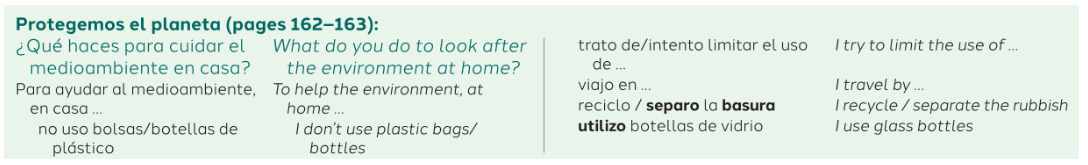 Protegemos el planeta (pages 162–163):
¿Qué haces para cuidar el
medioambiente en casa?
What do you do to look after
the environment at home?
Para ayudar al medioambiente,
en casa ...
To help the environment, at
home ...
no uso bolsas/botellas de
plástico
I don't use plastic bags/
bottles
trato de/intento limitar el uso
de ...
I try to limit the use of ...
viajo en ...
I travel by ...
reciclo / separo la basura
I recycle / separate the rubbish
utilizo botellas de vidrio
I use glass bottles